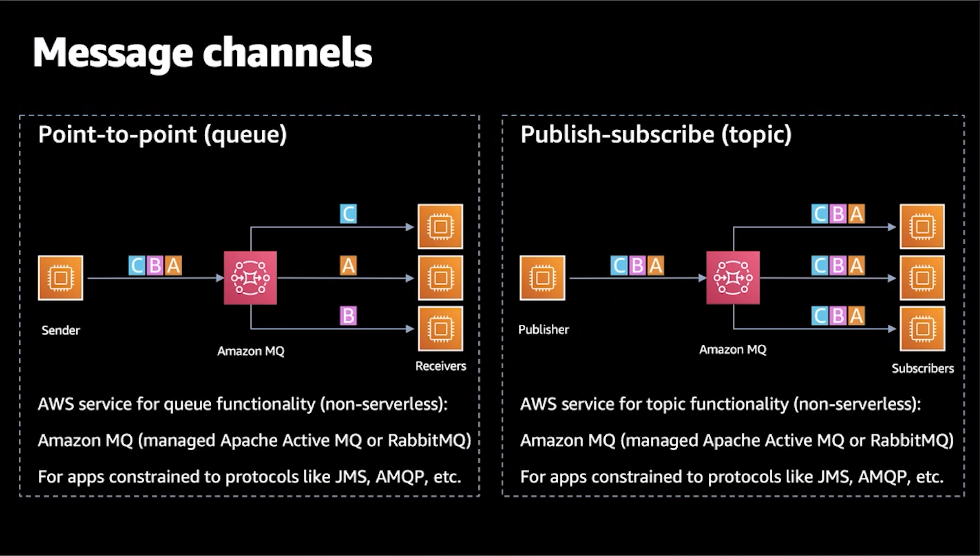 Message channels
Point-to-point (queue)
C
C B A
A
B
Sender
Amazon MQ
Receivers
AWS service for queue functionality (non-serverless):
Amazon MQ (managed Apache Active MQ or RabbitMQ)
For apps constrained to protocols like JMS, AMQP, etc.
Publish-subscribe (topic)
C B A
C B A
C B A
C B A
Publisher
Amazon MQ
Subscribers
AWS service for topic functionality (non-serverless):
Amazon MQ (managed Apache Active MQ or RabbitMQ)
For apps constrained to protocols like JMS, AMQP, etc.